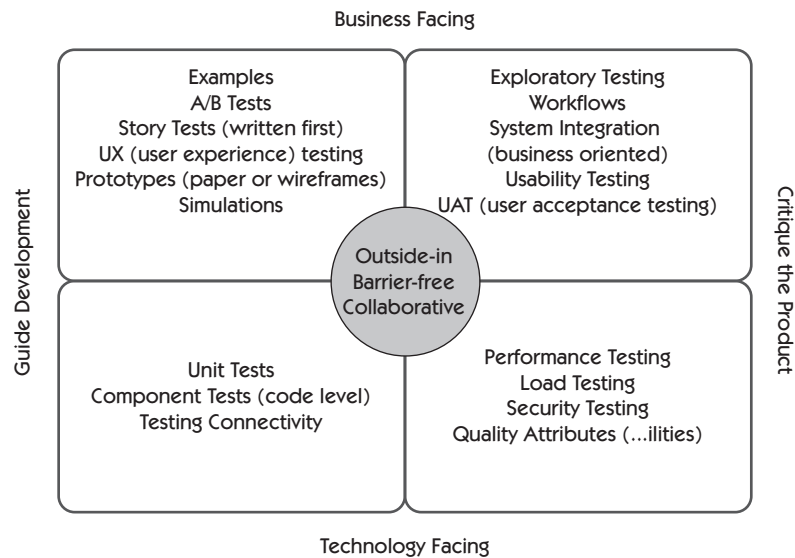 Business Facing
Examples
A/B Tests
Story Tests (written first)
UX (user experience) testing
Prototypes (paper or wireframes)
Simulations
Exploratory Testing
Workflows
System Integration
(business oriented)
Usability Testing
UAT (user acceptance testing)
Guide Development
Outside-in
Barrier-free
Collaborative
Critique the Product
Unit Tests
Component Tests (code level)
Testing Connectivity
Performance Testing
Load Testing
Security Testing
Quality Attributes (...ilities)
Technology Facing